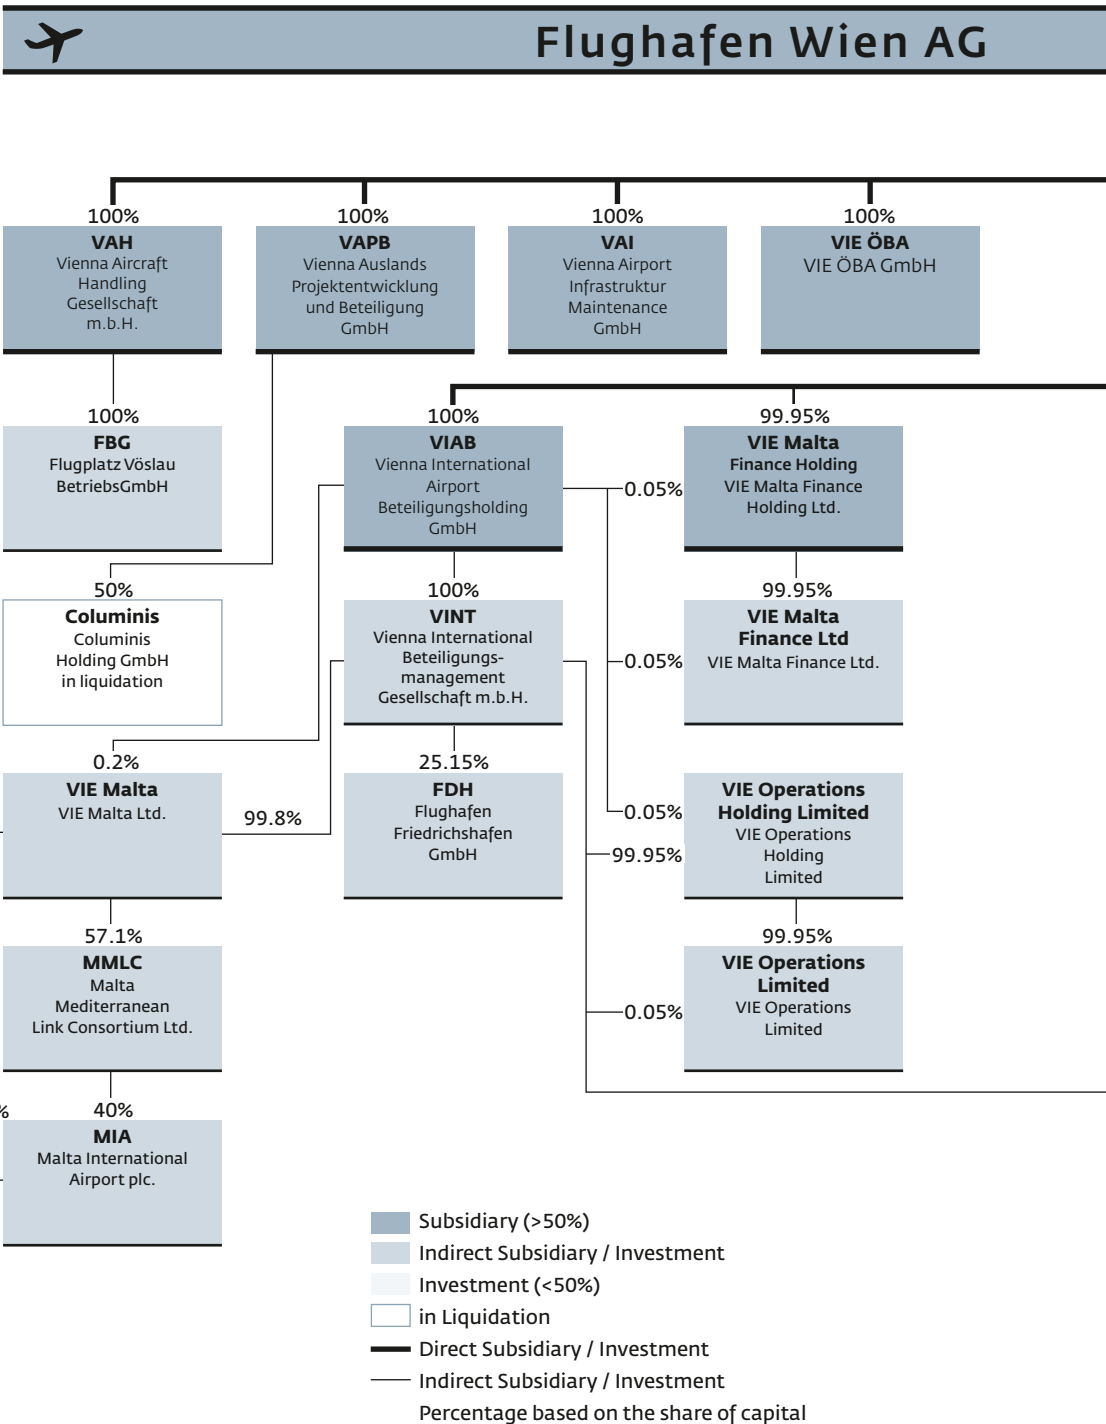 Flughafen Wien AG
100%
100%
100%
100%
VAH
Vienna Aircraft
Handling
Gesellschaft
m.b.H.
VAPB
Vienna Auslands
Projektentwicklung
und Beteiligung
GmbH
VAI
Vienna Airport
Infrastruktur
Maintenance
GmbH
VIE ÖBA
VIE ÖBA GmbH
100%
FBG
Flugplatz Vöslau
BetriebsGmbH
100%
VIAB
Vienna International
Airport
Beteiligungsholding
GmbH
0.05%
99.95%
VIE Malta
Finance Holding
VIE Malta Finance
Holding Ltd.
50%
Columinis
Columinis
Holding GmbH
in liquidation
100%
VINT
Vienna International
Beteiligungs-
management
Gesellschaft m.b.H.
0.05%
99.95%
VIE Malta
Finance Ltd
VIE Malta Finance Ltd.
0.2%
VIE Malta
VIE Malta Ltd.
99.8%
25.15%
FDH
Flughafen
Friedrichshafen
GmbH
0.05%
99.95%
VIE Operations
Holding Limited
VIE Operations
Holding
Limited
57.1%
MMLC
Malta
Mediterranean
Link Consortium Ltd.
0.05%
99.95%
VIE Operations
Limited
VIE Operations
Limited
%
40%
MIA
Malta International
Airport plc.
Subsidiary (>50%)
Indirect Subsidiary / Investment
Investment (<50%)
in Liquidation
Direct Subsidiary / Investment
Indirect Subsidiary / Investment
Percentage based on the share of capital